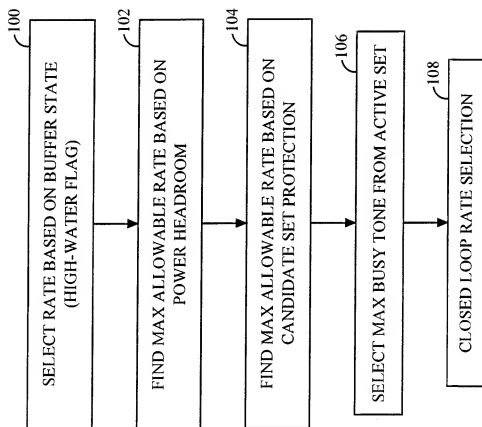 100
SELECT RATE BASED ON BUFFER STATE
(HIGH-WATER FLAG)
102
FIND MAX ALLOWABLE RATE BASED ON
POWER HEADROOM
104
FIND MAX ALLOWABLE RATE BASED ON
CANDIDATE SET PROTECTION
106
SELECT MAX BUSY TONE FROM ACTIVE SET
108
CLOSED LOOP RATE SELECTION